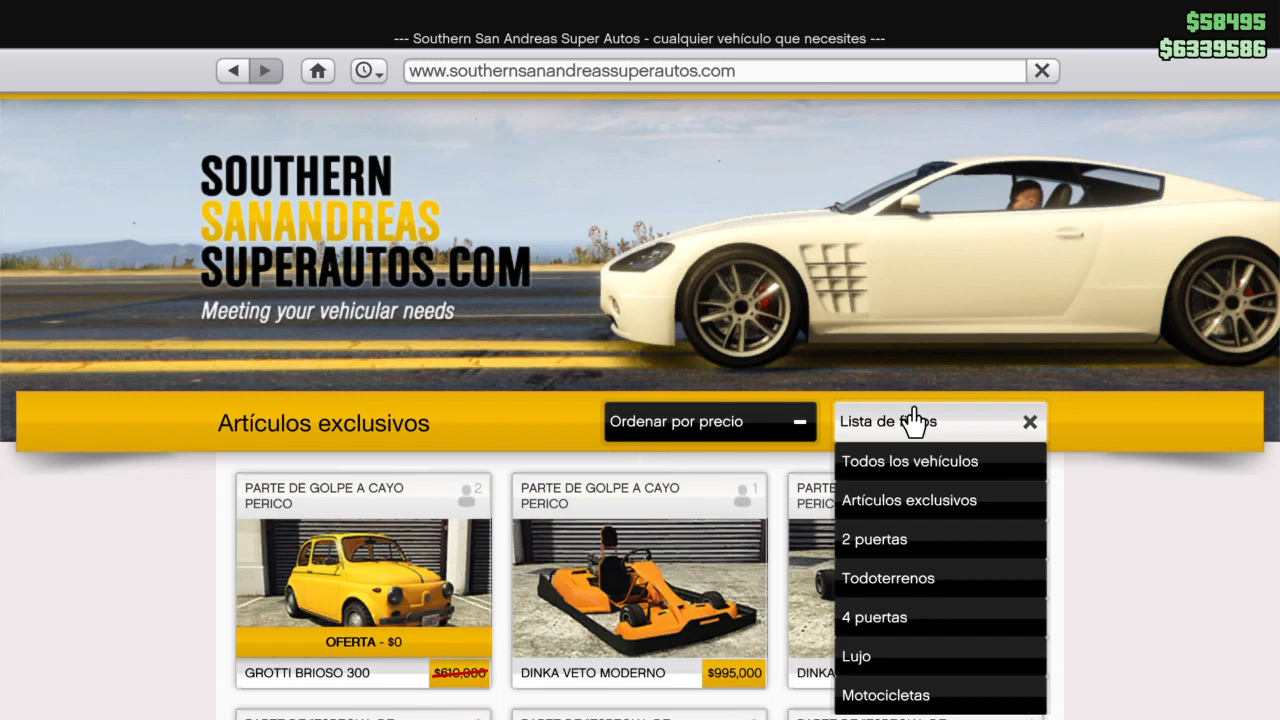 $58495
$6339586
--- Southern San Andreas Super Autos - cualquier vehículo que necesites ---
www.southernsanandreassuperautos.com
SOUTHERN
SANANDREAS
SUPERAUTOS.COM
Meeting your vehicular needs
Artículos exclusivos
Ordenar por precio
Lista de
Todos los vehículos
Artículos exclusivos
2 puertas
Todoterrenos
4 puertas
Lujo
Motocicletas
PARTE DE GOLPE A CAYO
PERICO
2
OFERTA - $0
GROTTI BRIOSO 300
$610,000
PARTE DE GOLPE A CAYO
PERICO
1
DINKA VETO MODERNO
$995,000
DINKA